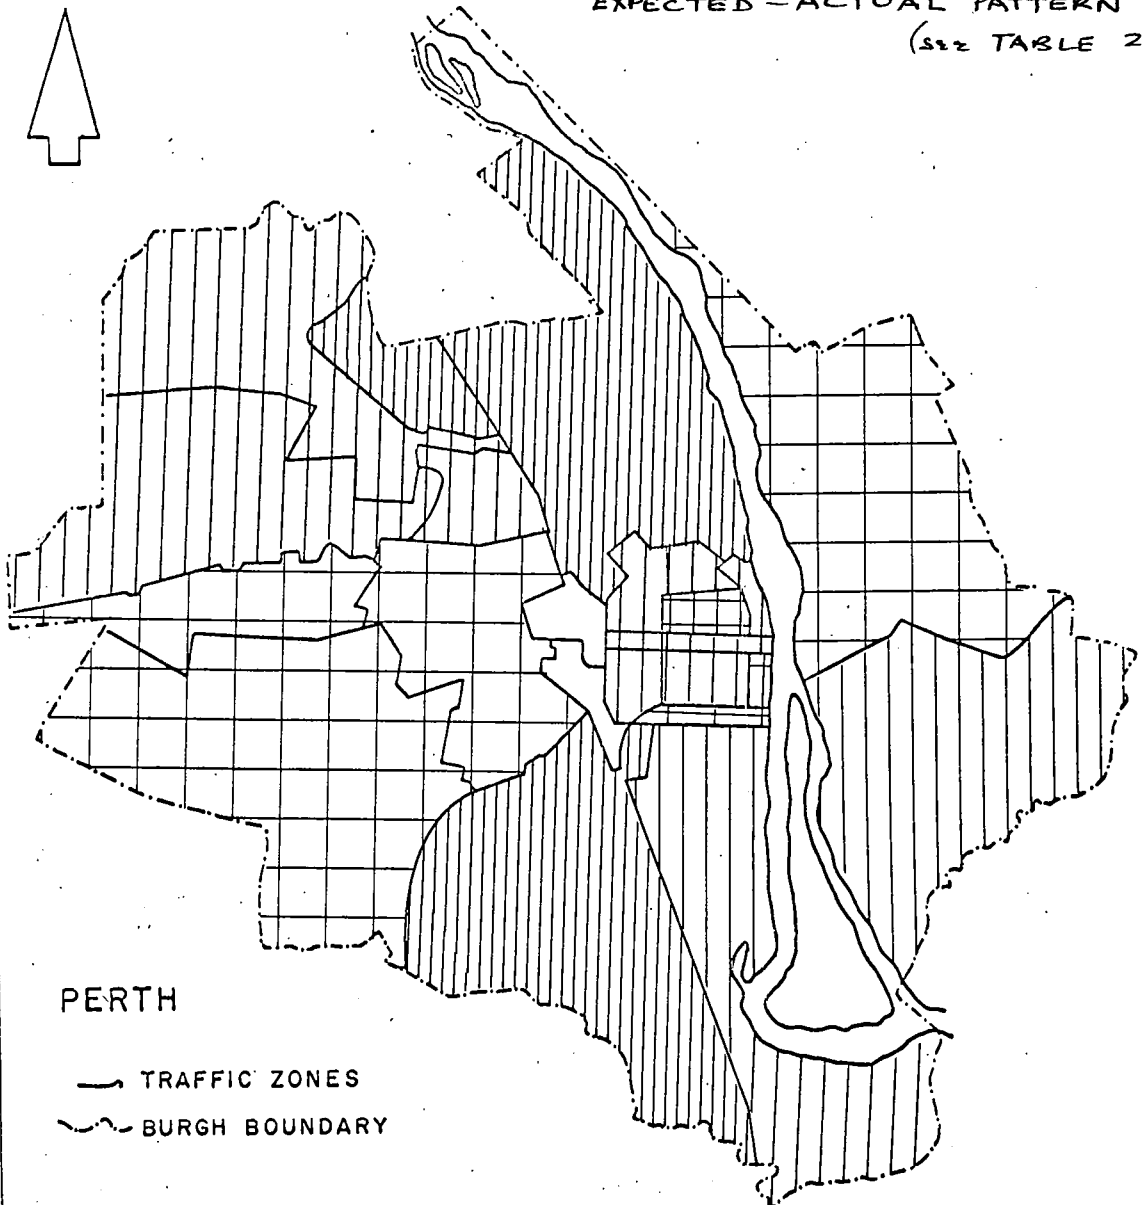 EXPECTED – ACTUAL PATTERN
(see TABLE 2
PERTH
TRAFFIC ZONES
BURGH BOUNDARY